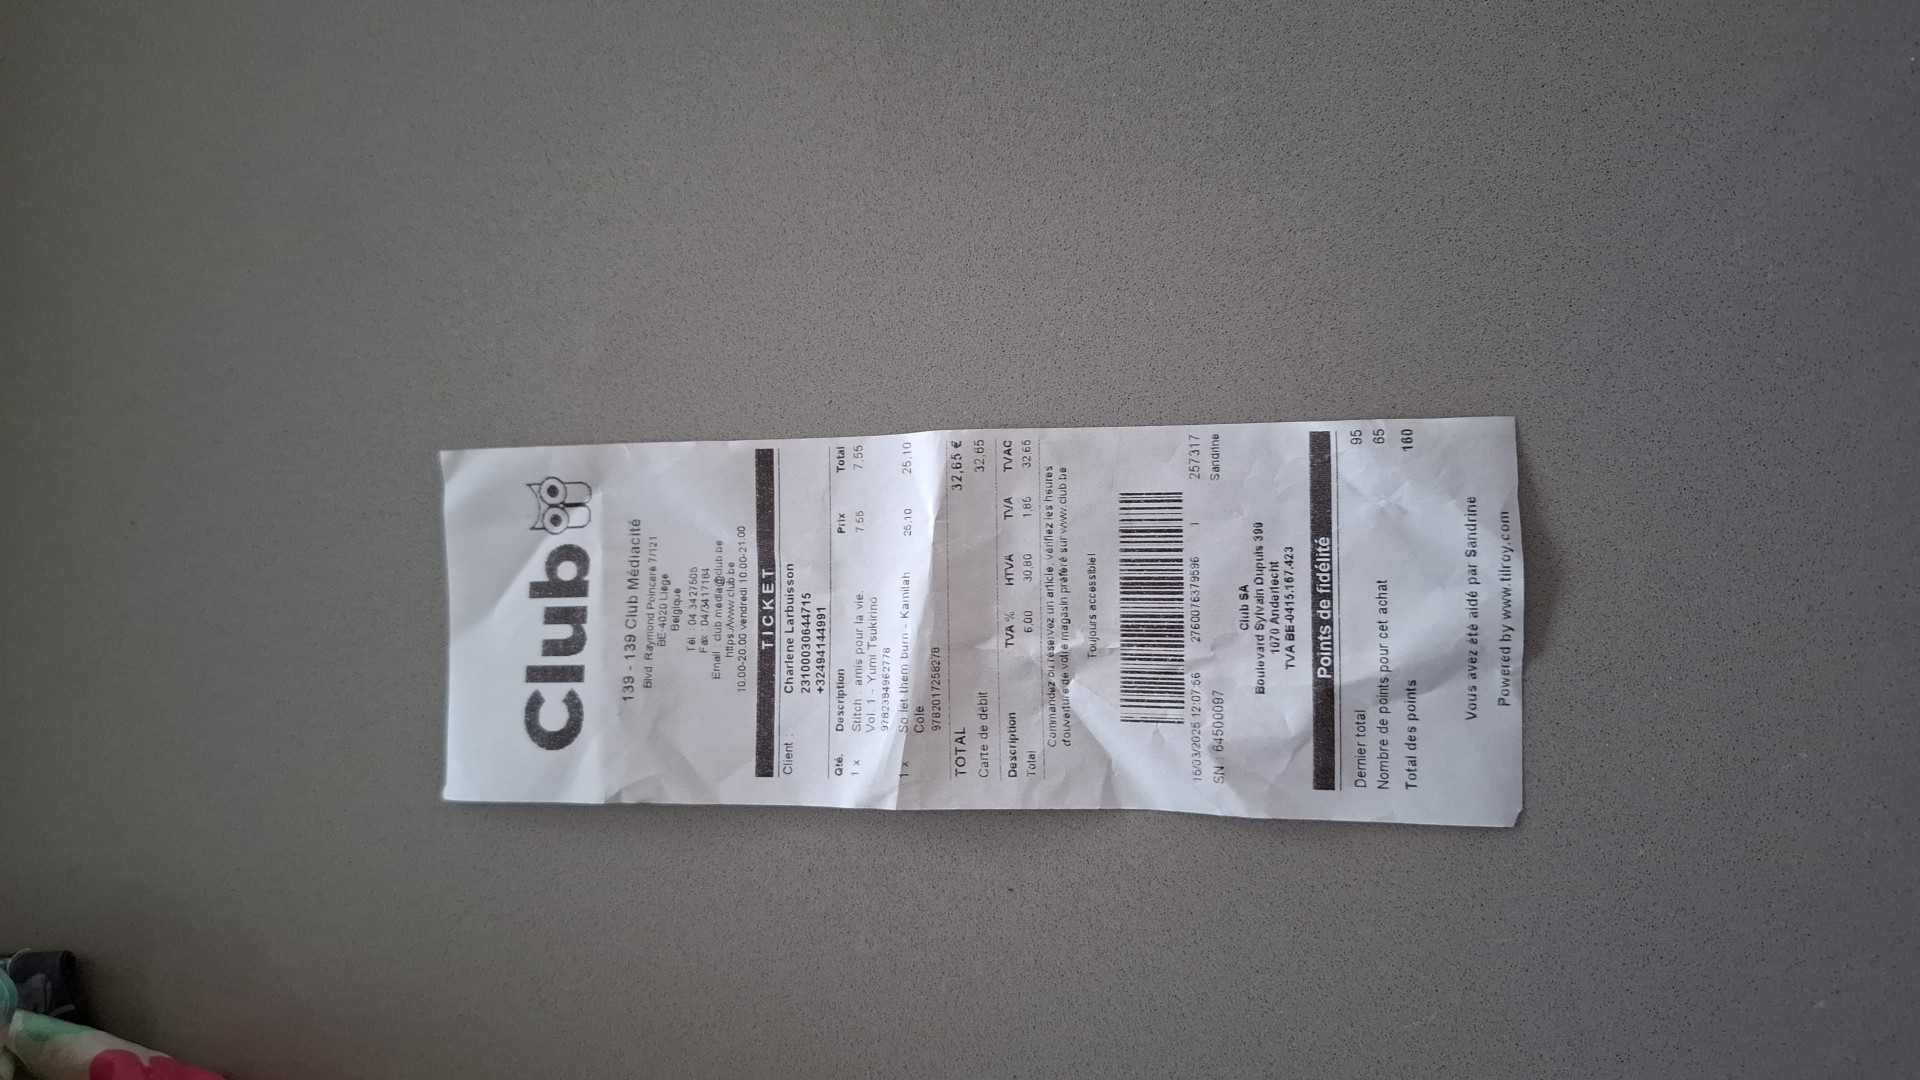 Club
139 - 139 Club Médiacité
Blvd Raymond Poincaré 7/121
BE-4020 Liège
Belgique
Tél. : 04 3427505
Fax : 04/3417184
Email : club.media@club.be
https://www.club.be
10.00-20.00 vendredi 10.00-21.00
TICKET
Client : Charlene Larbuisson
2310003064471​5
+32494144991
Qté. Description Prix Total
1 x Stitch : amis pour la vie. 7,55 7,55
Vol. 1 - Yumi Tsukirino
9782394962778
1 x So let them burn - Kamilah 25,10 25,10
Cole
9782017258278
TOTAL 32,65 €
Carte de débit 32,65
Description TVA % HTVA TVA TVAC
Total 6,00 30,80 1,85 32,65
Commandez ou réservez un article, vérifiez les heures
d'ouverture de votre magasin préféré sur www.club.be
Toujours accessible!
12:07:56 2760076379596 1 257317
SN : 64500097 Sandrine
Club SA
Boulevard Sylvain Dupuis 399
1070 Anderlecht
TVA BE-0415.167.423
Points de fidélité
Dernier total 95
Nombre de points pour cet achat 65
Total des points 160
Vous avez été aidé par Sandrine
Powered by www.tilroy.com